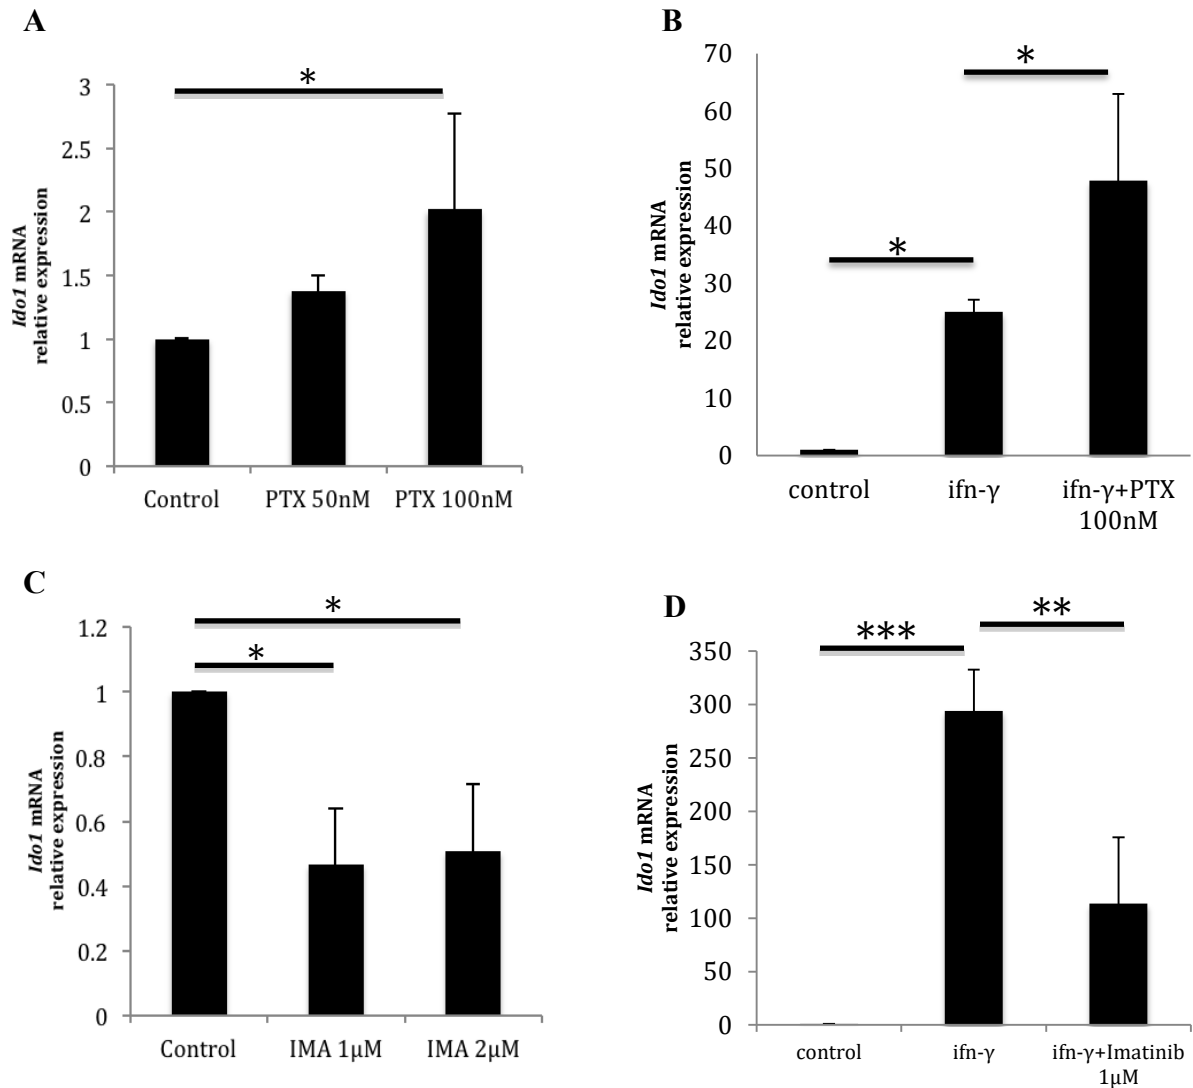 A
*
3
2.5
2
1.5
1
0.5
0
Ido1 mRNA
relative expression
Control
PTX 50nM
PTX 100nM
B
*
*
70
60
50
40
30
20
10
0
Ido1 mRNA
relative expression
control
ifn-γ
ifn-γ+PTX
100nM
C
*
*
1.2
1
0.8
0.6
0.4
0.2
0
Ido1 mRNA
relative expression
Control
IMA 1µM
IMA 2µM
D
**
***
350
300
250
200
150
100
50
0
Ido1 mRNA
relative expression
control
ifn-γ
ifn-γ+Imatinib
1µM